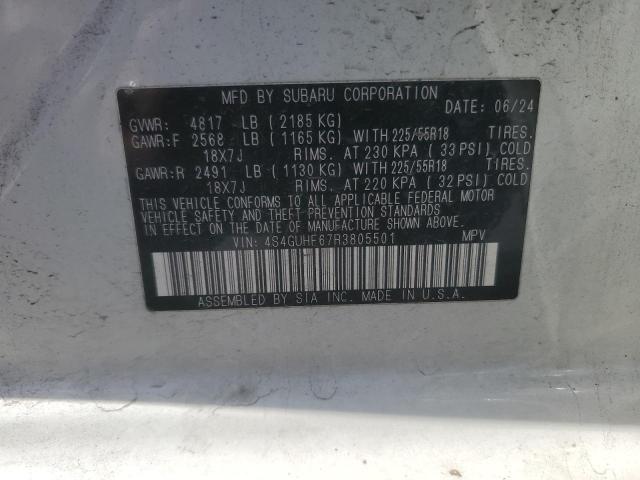 MFD BY SUBARU CORPORATION
DATE: 06/24
GVWR: 4817 LB (2185 KG)
GAWR:F 2568 LB (1165 KG) WITH 225/55R18 TIRES.
18X7J RIMS. AT 230 KPA (33 PSI) COLD
GAWR:R 2491 LB (1130 KG) WITH 225/55R18 TIRES.
18X7J RIMS. AT 220 KPA (32 PSI) COLD
THIS VEHICLE CONFORMS TO ALL APPLICABLE FEDERAL MOTOR
VEHICLE SAFETY AND THEFT PREVENTION STANDARDS IN EFFECT
ON THE DATE OF MANUFACTURE SHOWN ABOVE.
VIN: 4S4GUHF67R3805501 MPV
ASSEMBLED BY SIA INC. MADE IN U.S.A.